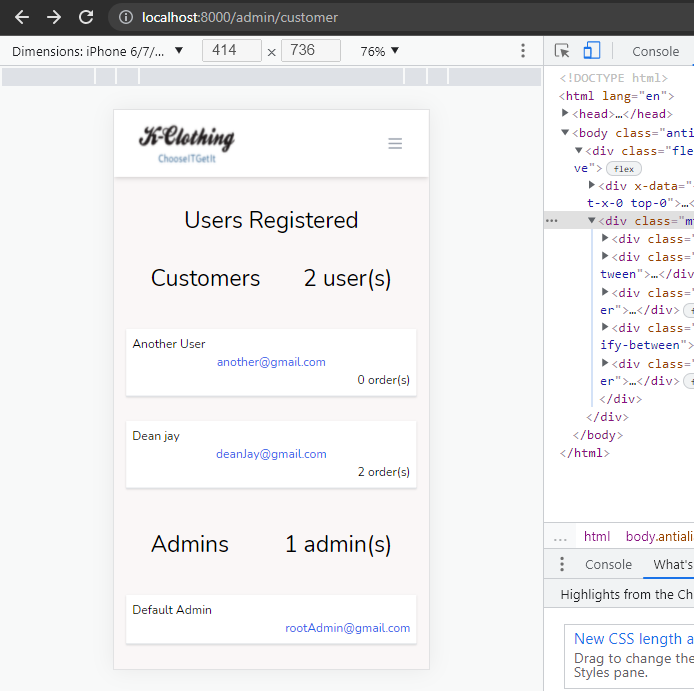 localhost:8000/admin/customer
Dimensions: iPhone 6/7/... ▼ 414 × 736 76% ▼
Console
<!DOCTYPE html>
<html lang="en">
▶<head>…</head>
▼<body class="anti
▼<div class="fle
ve"> flex
▶<div x-data="
t-x-0 top-0">…<
... ▼<div class="m
▶<div class="
▶<div class="
tween">…</di
▶<div class="
er">…</div>
▶<div class="
ify-between">
▶<div class="
er">…</div>
</div>
</div>
</body>
</html>
... html body.antiali
Console What's
Highlights from the Ch
New CSS length a
Drag to change the
Styles pane.
K-Clothing
ChooseITGetIt
Users Registered
Customers 2 user(s)
Another User
another@gmail.com
0 order(s)
Dean jay
deanJay@gmail.com
2 order(s)
Admins 1 admin(s)
Default Admin
rootAdmin@gmail.com